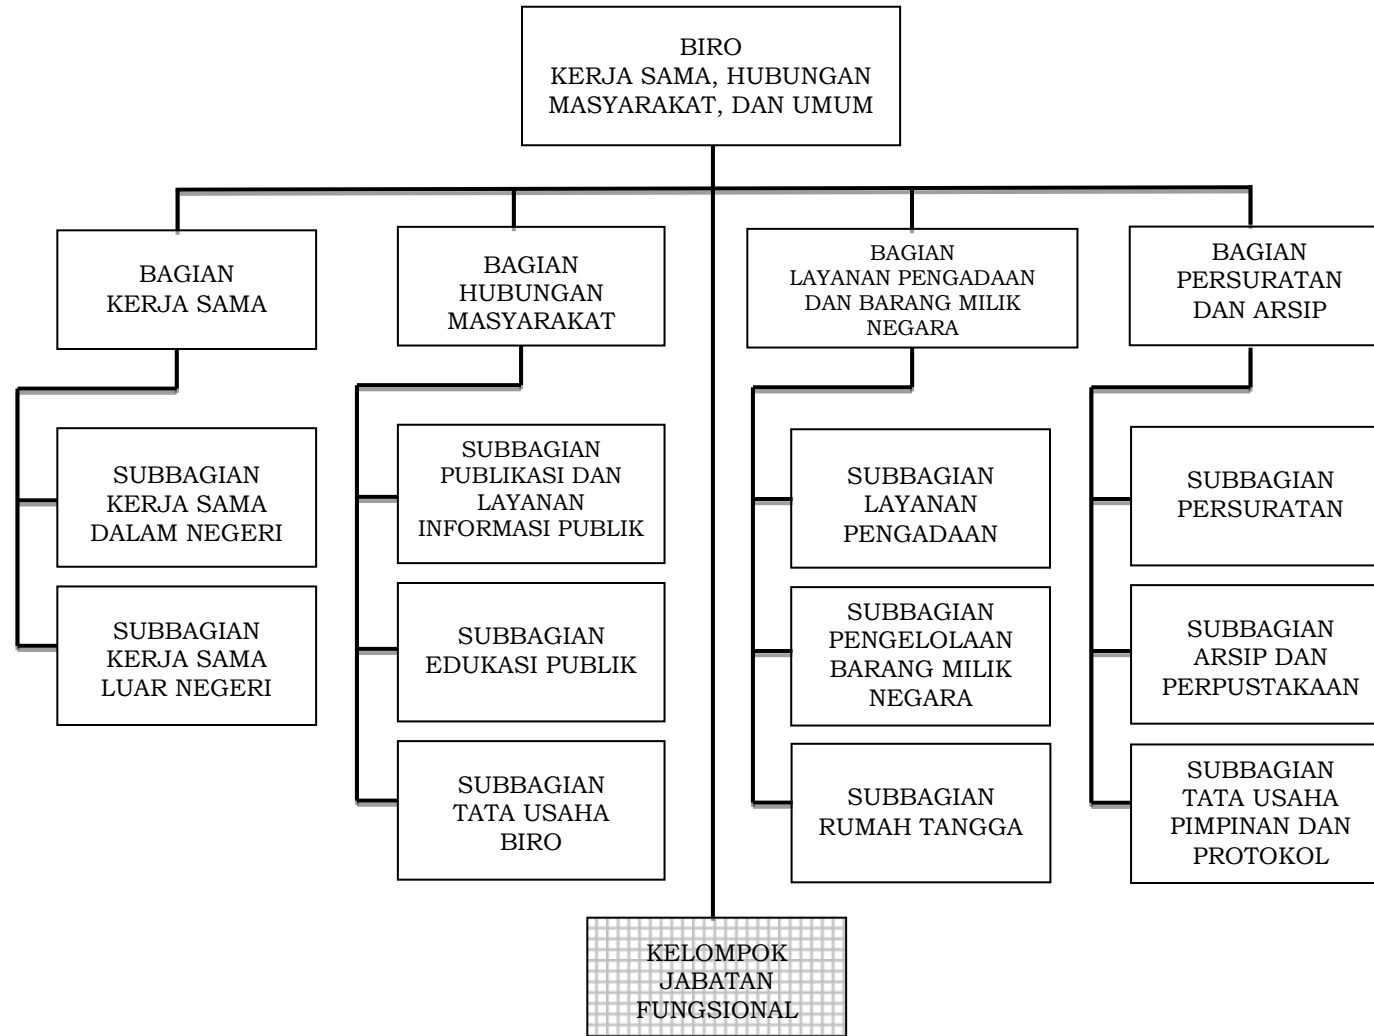 BIRO
KERJA SAMA, HUBUNGAN
MASYARAKAT, DAN UMUM
BAGIAN
KERJA SAMA
BAGIAN
HUBUNGAN
MASYARAKAT
BAGIAN
LAYANAN PENGADAAN
DAN BARANG MILIK
NEGARA
BAGIAN
PERSURATAN
DAN ARSIP
SUBBAGIAN
KERJA SAMA
DALAM NEGERI
SUBBAGIAN
PUBLIKASI DAN
LAYANAN
INFORMASI PUBLIK
SUBBAGIAN
LAYANAN
PENGADAAN
SUBBAGIAN
PERSURATAN
SUBBAGIAN
KERJA SAMA
LUAR NEGERI
SUBBAGIAN
EDUKASI PUBLIK
SUBBAGIAN
PENGELOLAAN
BARANG MILIK
NEGARA
SUBBAGIAN
ARSIP DAN
PERPUSTAKAAN
SUBBAGIAN
TATA USAHA
BIRO
SUBBAGIAN
RUMAH TANGGA
SUBBAGIAN
TATA USAHA
PIMPINAN DAN
PROTOKOL
KELOMPOK
JABATAN
FUNGSIONAL